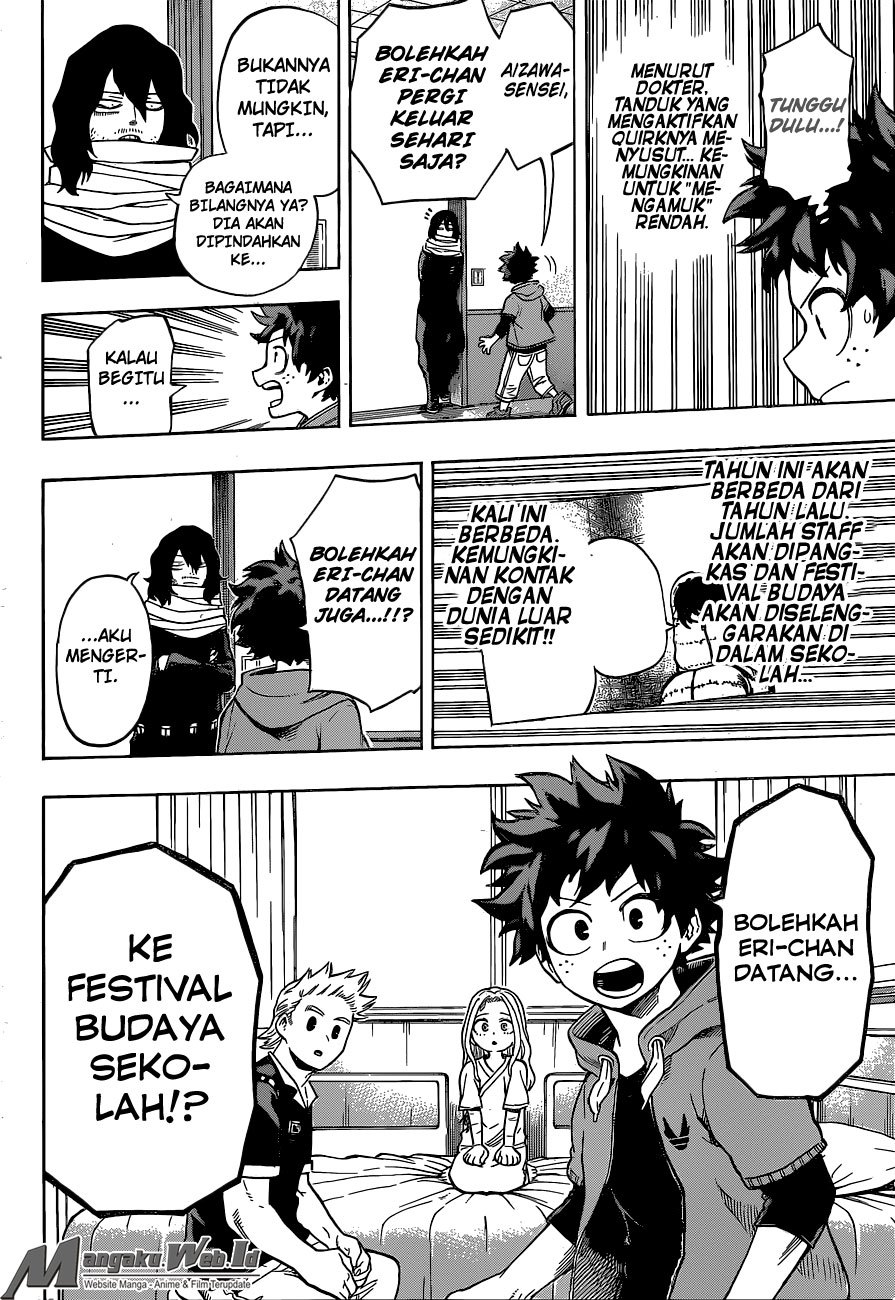 TUNGGU
DULU...!
MENURUT
DOKTER,
TANDUK YANG
MENGAKTIFKAN
QUIRKNYA ME-
NYUSUT... KE-
MUNGKINAN
UNTUK "ME-
NGAMUK"
RENDAH.
AIZAWA-
SENSEI,
BOLEHKAH
ERI-CHAN
PERGI
KELUAR
SEHARI
SAJA?
BUKANNYA
TIDAK
MUNGKIN,
TAPI...
BAGAIMANA
BILANGNYA YA?
DIA AKAN
DIPINDAHKAN
KE...
KALAU
BEGITU
...
TAHUN INI AKAN
BERBEDA DARI
TAHUN LALU.
JUMLAH STAFF
AKAN DIPANG-
KAS DAN FESTI-
VAL BUDAYA
AKAN DISELENG-
GARAKAN DI
DALAM SEKO-
LAH...
KALI INI
BERBEDA.
KEMUNGKI-
NAN KONTAK
DENGAN
DUNIA LUAR
SEDIKIT!!
BOLEHKAH
ERI-CHAN
DATANG
JUGA...!!?
...AKU
MENGER-
TI.
BOLEHKAH
ERI-CHAN
DATANG...
KE
FESTIVAL
BUDAYA
SEKO-
LAH!?
Mangaku.Web.Id
Website Manga - Anime & Film Terupdate